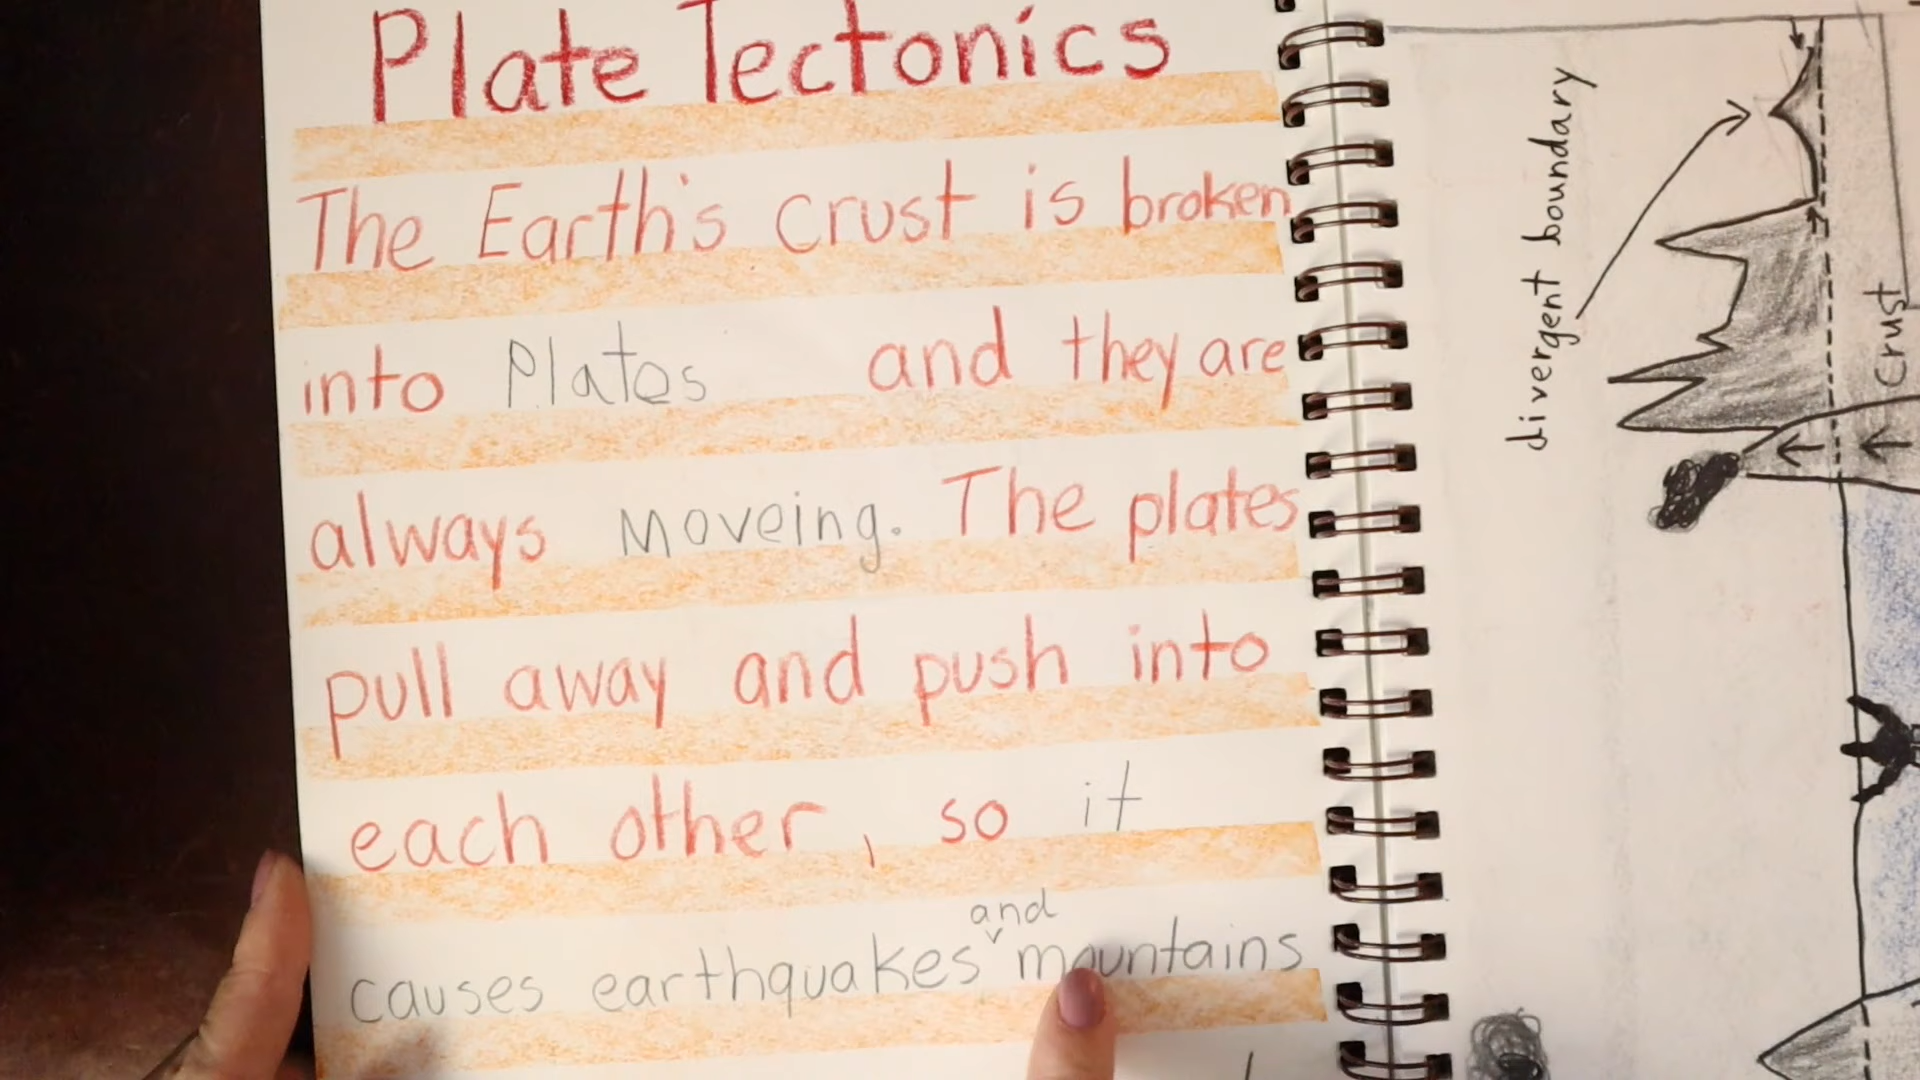 Plate Tectonics
The Earth's crust is broken
into Plates and they are
always moveing. The plates
pull away and push into
each other, so it
and
causes earthquakes ˅ mountains
divergent boundary
Crust